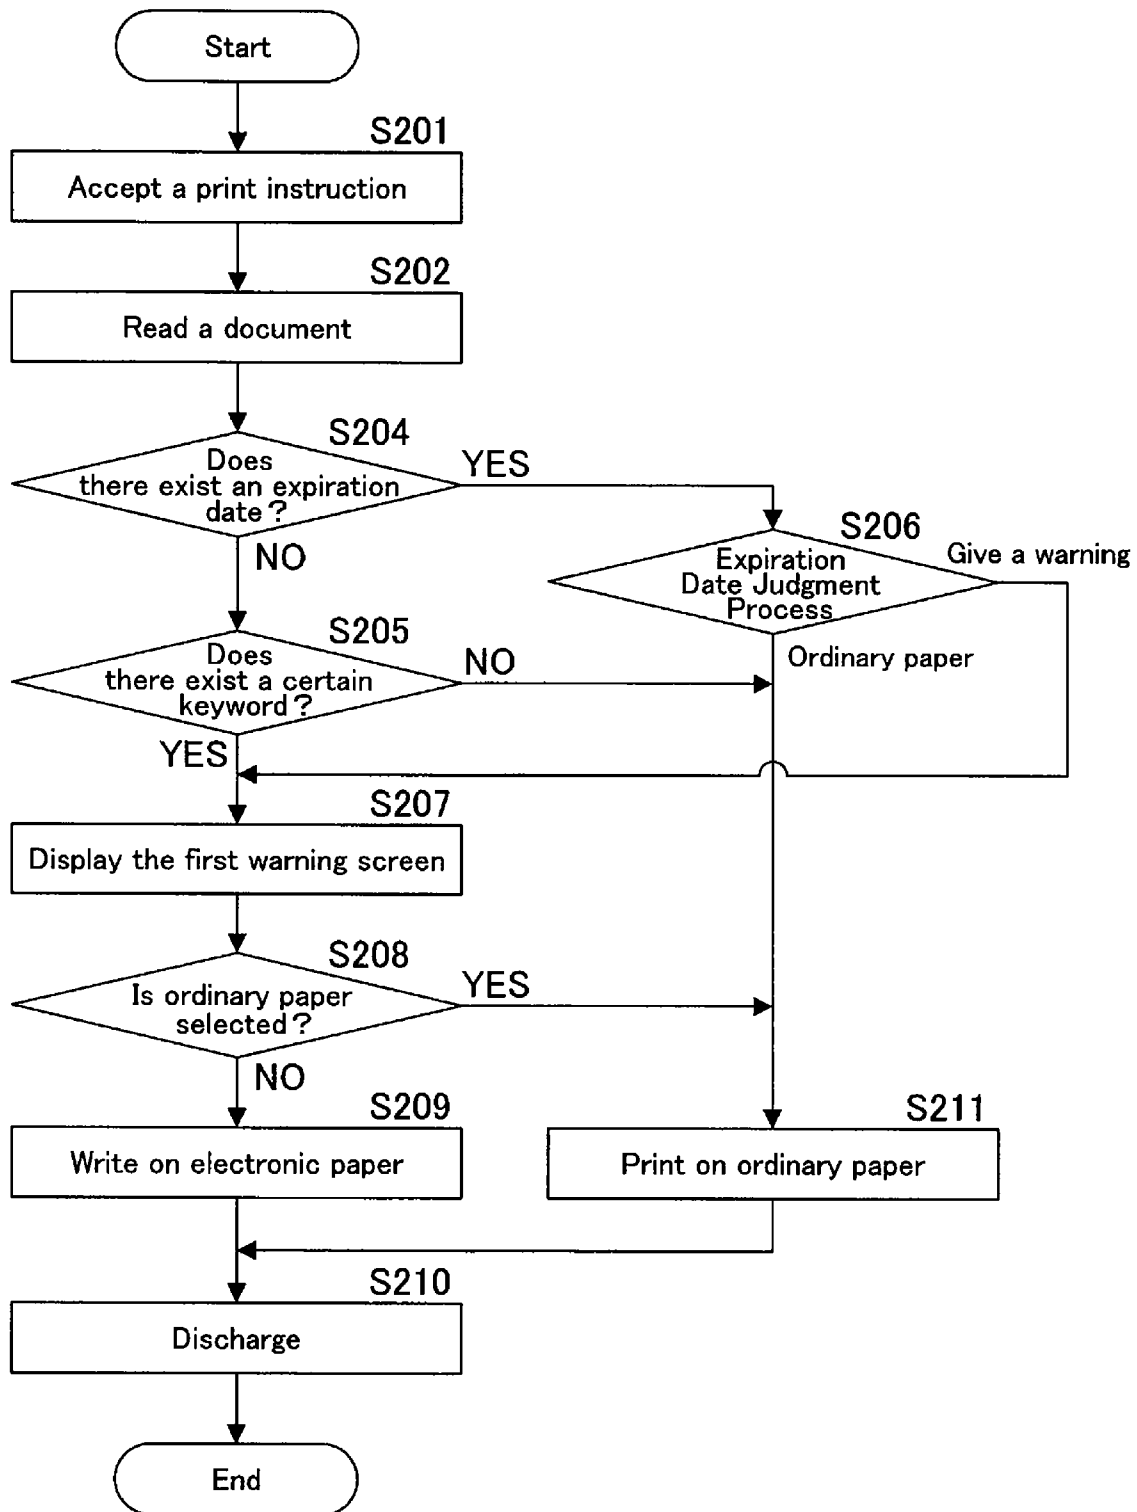 Start
S201
Accept a print instruction
S202
Read a document
S204
Does
there exist an expiration
date?
YES
NO
S206
Expiration
Date Judgment
Process
Give a warning
Ordinary paper
S205
Does
there exist a certain
keyword?
NO
YES
S207
Display the first warning screen
S208
Is ordinary paper
selected?
YES
NO
S209
Write on electronic paper
S211
Print on ordinary paper
S210
Discharge
End